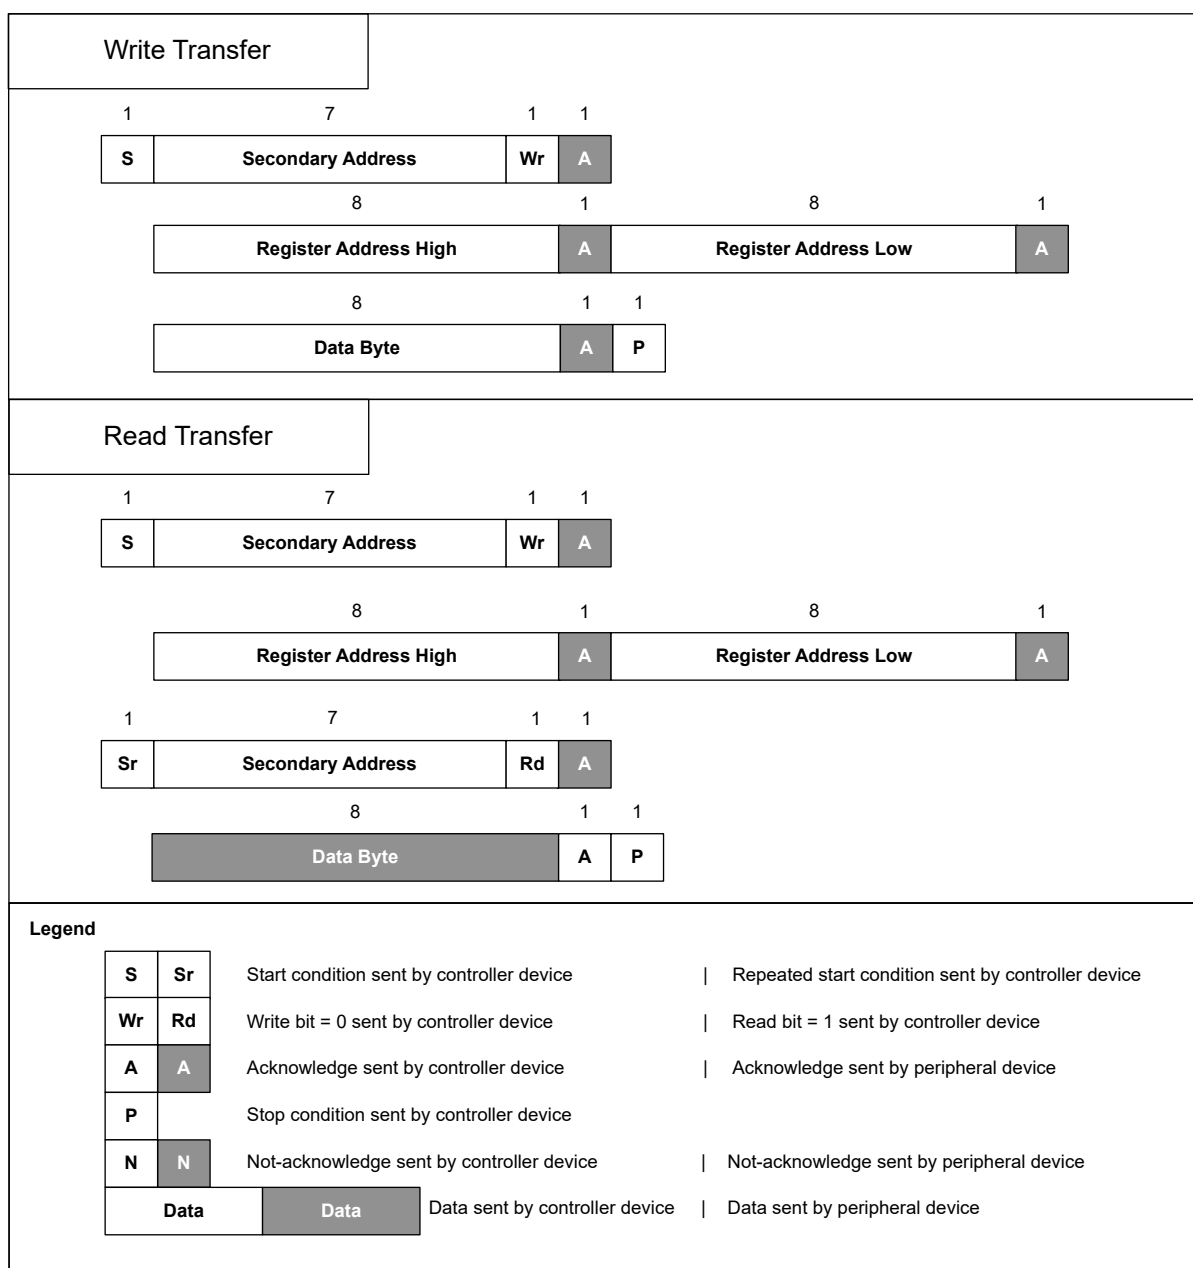 Write Transfer
1 7 1 1
S Secondary Address Wr A
8 1 8 1
Register Address High A Register Address Low A
8 1 1
Data Byte A P
Read Transfer
1 7 1 1
S Secondary Address Wr A
8 1 8 1
Register Address High A Register Address Low A
1 7 1 1
Sr Secondary Address Rd A
8 1 1
Data Byte A P
Legend
S Sr Start condition sent by controller device | Repeated start condition sent by controller device
Wr Rd Write bit = 0 sent by controller device | Read bit = 1 sent by controller device
A A Acknowledge sent by controller device | Acknowledge sent by peripheral device
P Stop condition sent by controller device
N N Not-acknowledge sent by controller device | Not-acknowledge sent by peripheral device
Data Data Data sent by controller device | Data sent by peripheral device